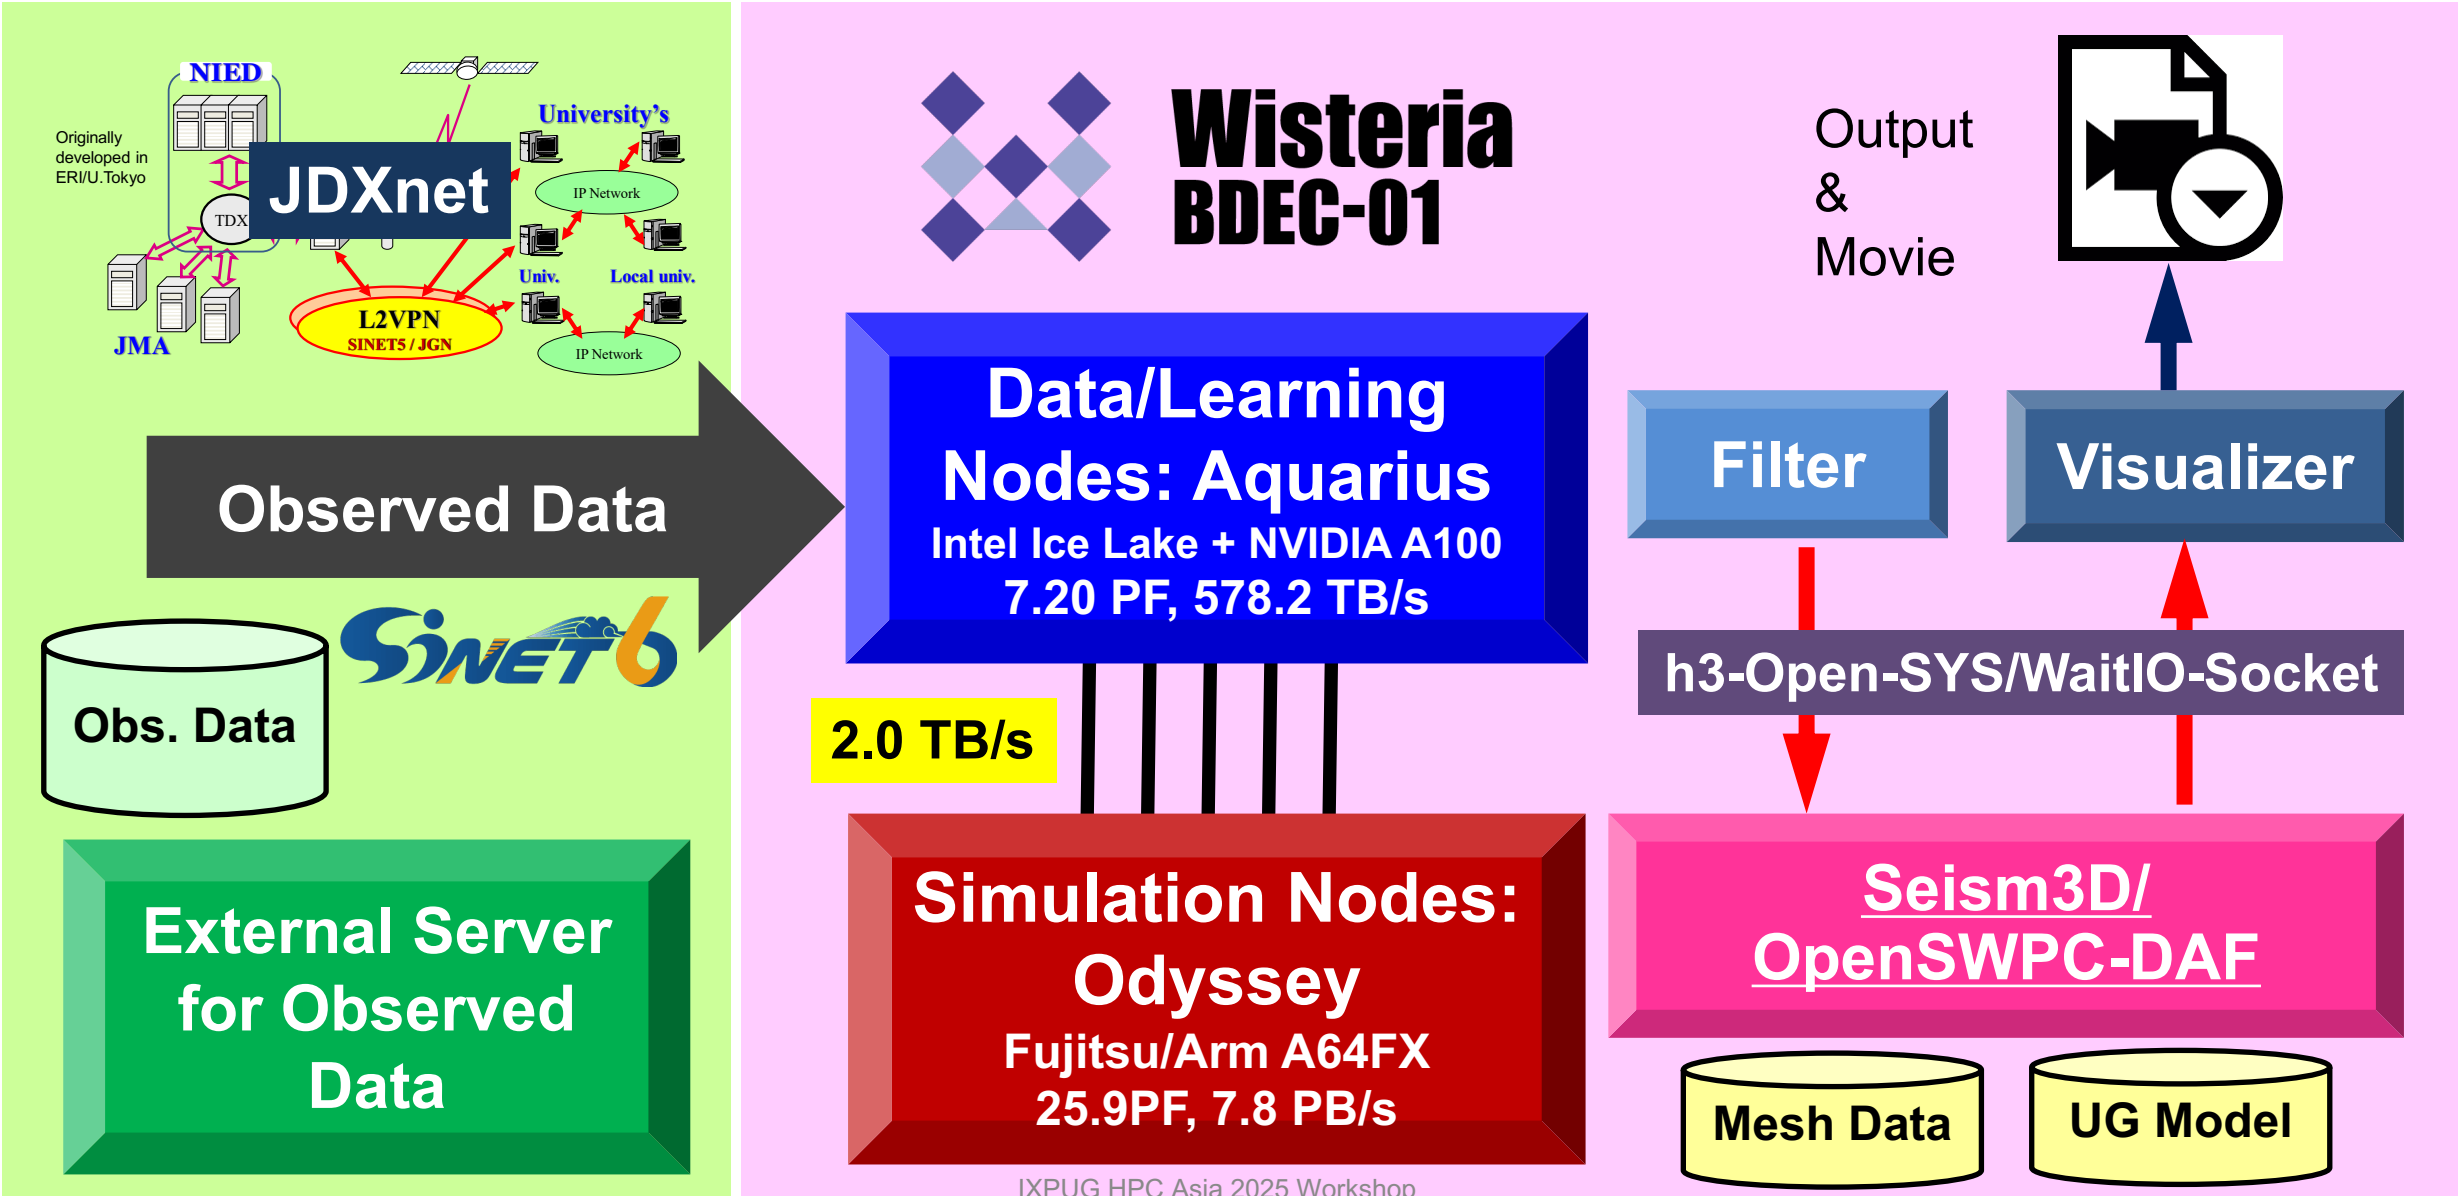 NIED
Originally
developed in
ERI/U.Tokyo
JDXnet
TDX
JMA
University's
IP Network
Univ.
Local univ.
L2VPN
SINET5 / JGN
IP Network
Observed Data
SINET6
Obs. Data
External Server
for Observed
Data
Wisteria
BDEC-01
Data/Learning
Nodes: Aquarius
Intel Ice Lake + NVIDIA A100
7.20 PF, 578.2 TB/s
2.0 TB/s
Simulation Nodes:
Odyssey
Fujitsu/Arm A64FX
25.9PF, 7.8 PB/s
Output
&
Movie
Filter
Visualizer
h3-Open-SYS/WaitIO-Socket
Seism3D/
OpenSWPC-DAF
Mesh Data
UG Model
IXPUG HPC Asia 2025 Workshop